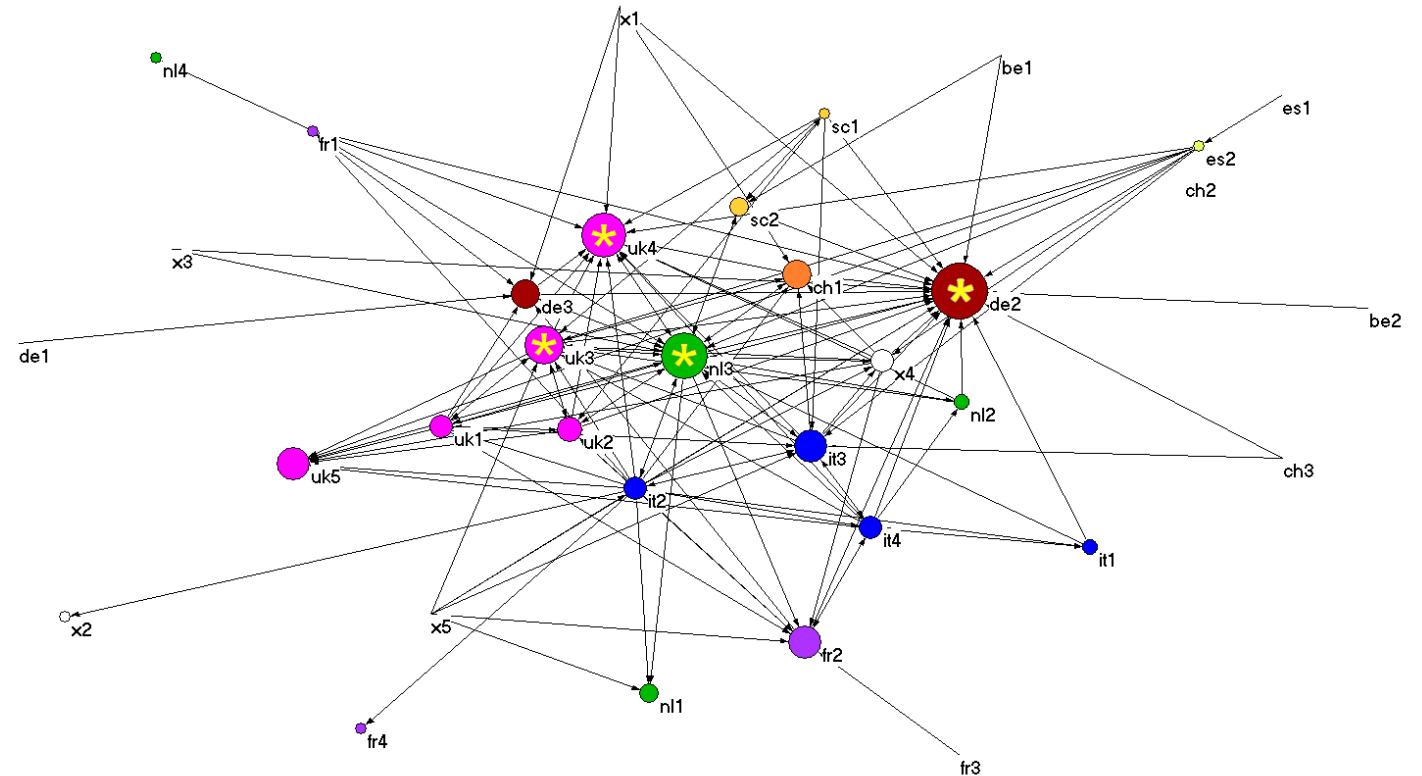 x1
be1
nl4
es1
sc1
fr1
es2
ch2
sc2
uk4
x3
ch1
de3
de2
be2
de1
uk3
nl3
x4
nl2
uk1
uk2
it3
ch3
uk5
it2
it4
it1
x2
x5
fr2
nl1
fr4
fr3